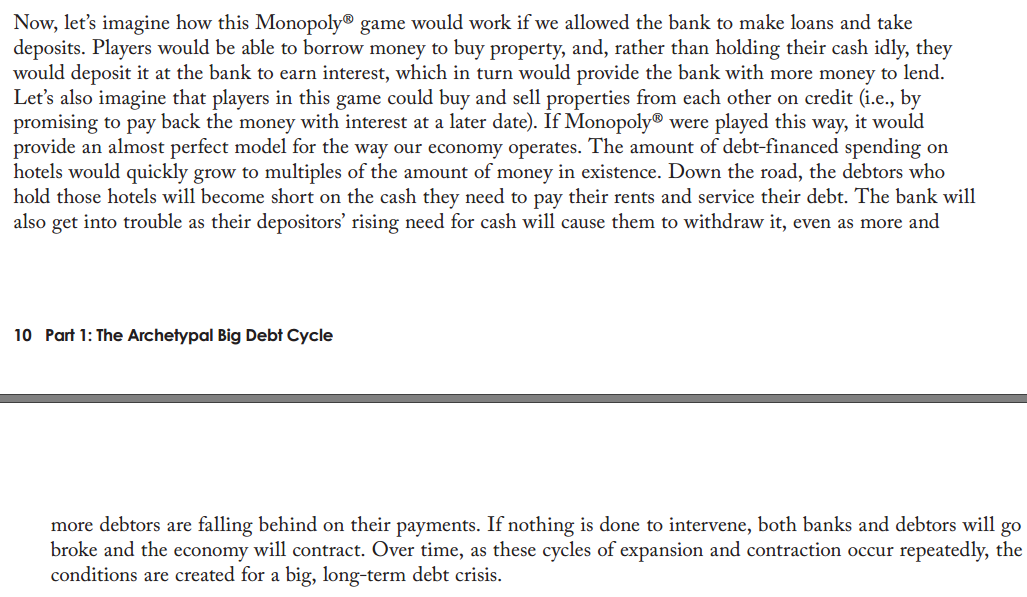 Now, let’s imagine how this Monopoly® game would work if we allowed the bank to make loans and take
deposits. Players would be able to borrow money to buy property, and, rather than holding their cash idly, they
would deposit it at the bank to earn interest, which in turn would provide the bank with more money to lend.
Let’s also imagine that players in this game could buy and sell properties from each other on credit (i.e., by
promising to pay back the money with interest at a later date). If Monopoly® were played this way, it would
provide an almost perfect model for the way our economy operates. The amount of debt-financed spending on
hotels would quickly grow to multiples of the amount of money in existence. Down the road, the debtors who
hold those hotels will become short on the cash they need to pay their rents and service their debt. The bank will
also get into trouble as their depositors’ rising need for cash will cause them to withdraw it, even as more and
10 Part 1: The Archetypal Big Debt Cycle
more debtors are falling behind on their payments. If nothing is done to intervene, both banks and debtors will go
broke and the economy will contract. Over time, as these cycles of expansion and contraction occur repeatedly, the
conditions are created for a big, long-term debt crisis.